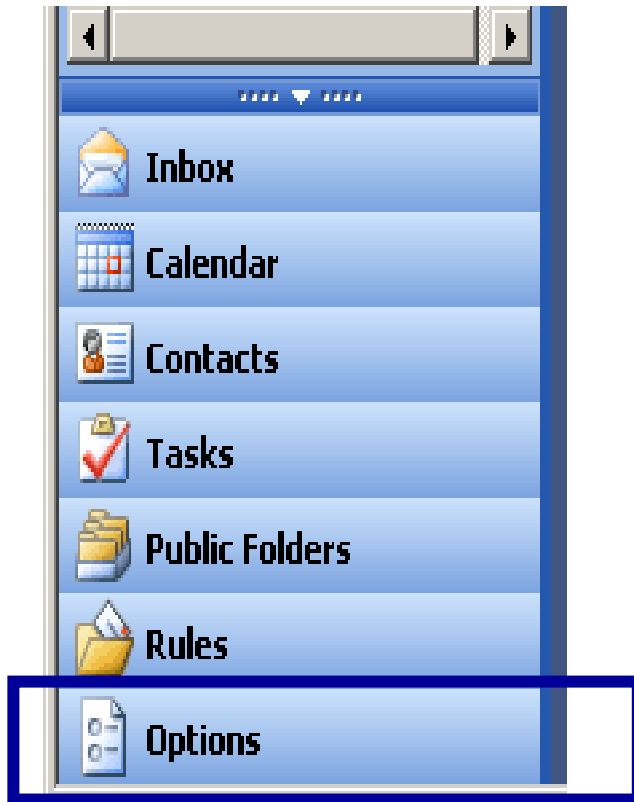 Inbox
Calendar
Contacts
Tasks
Public Folders
Rules
Options